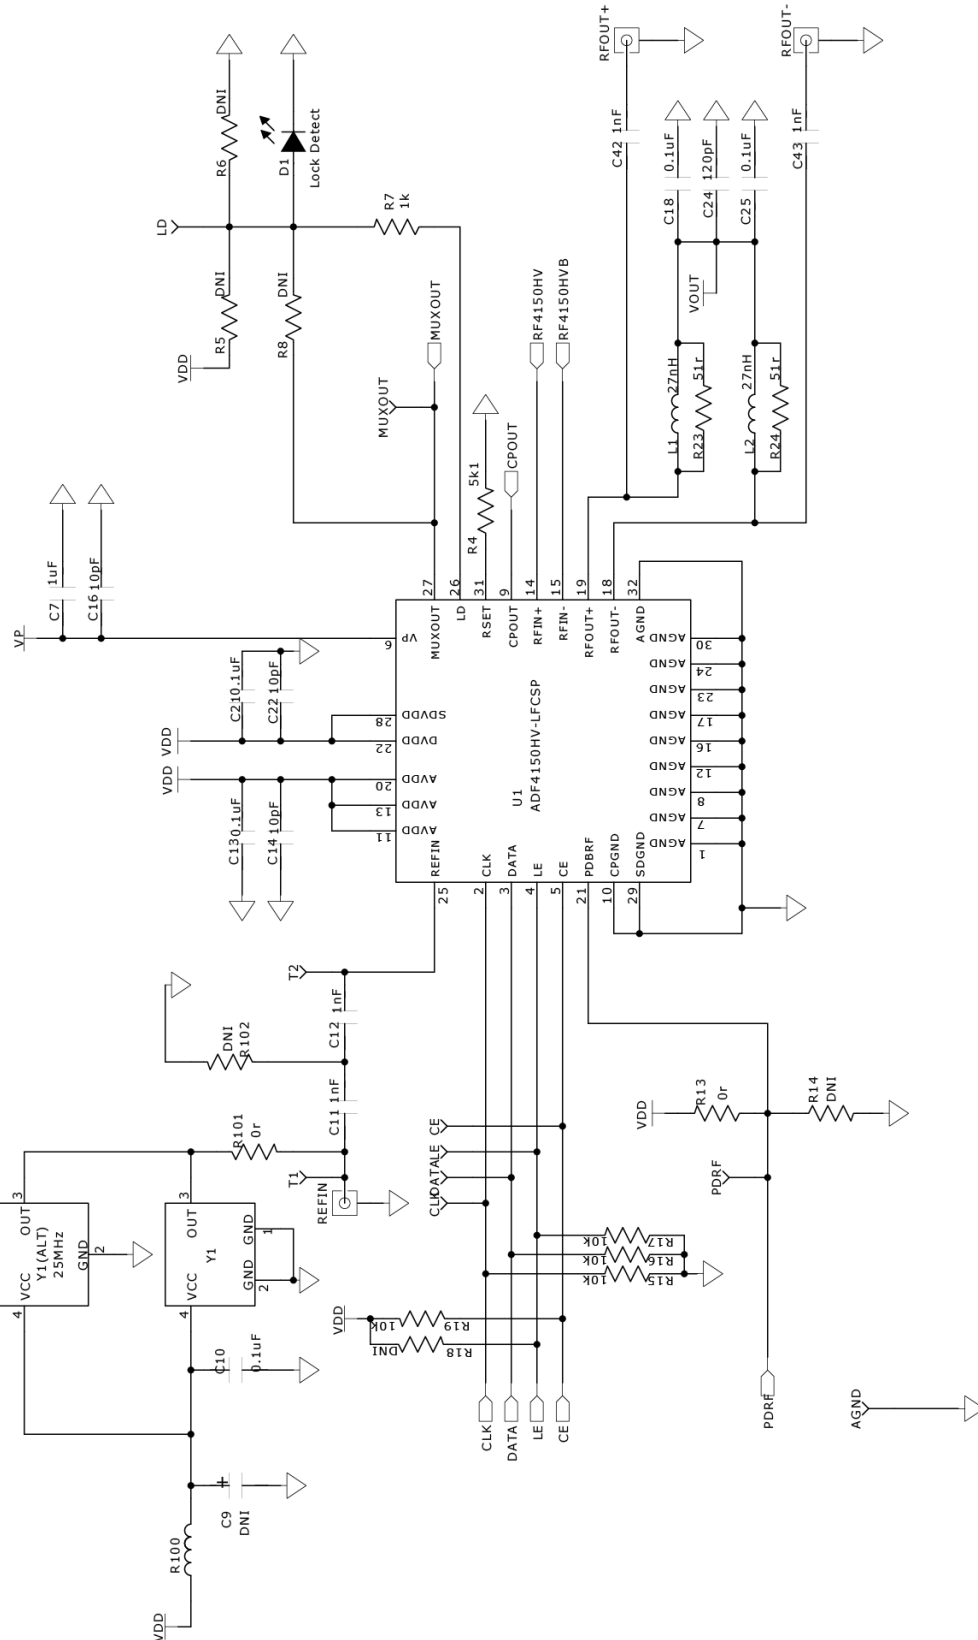 RFOUT+
RFOUT-
R6
DNI
D1
Lock Detect
C42
1nF
C18
0.1uF
C24
120pF
C25
0.1uF
C43
1nF
LD
R7
1k
R5
DNI
VDD
R8
DNI
MUXOUT
RF4150HV
RF4150HVB
VOUT
MUXOUT
L1
27nH
R23
51r
L2
27nH
R24
51r
CPOUT
R4
5k1
C7
1uF
C16
10pF
VP
27
26
31
9
14
15
19
18
32
6
VP
MUXOUT
LD
RSET
CPOUT
RFIN+
RFIN-
RFOUT+
RFOUT-
AGND
C21
0.1uF
C22
10pF
VDD
28
SDVDD
22
DVDD
VDD
20
AVDD
13
AVDD
11
AVDD
C13
0.1uF
C14
10pF
U1
ADF4150HV-LFCSP
AGND
30
AGND
24
AGND
23
AGND
17
AGND
16
AGND
12
AGND
8
AGND
7
AGND
1
REFIN
CLK
DATA
LE
CE
PDBRF
CPGND
SDGND
25
2
3
4
5
21
10
29
T2
DNI
R102
C12
1nF
C11
1nF
R101
0r
T1
REFIN
CE
LE
DATA
CLK
VDD
R13
0r
R14
DNI
PDRF
3
OUT
Y1(ALT)
25MHz
VCC
GND
2
4
3
OUT
Y1
VCC
GND
1
GND
2
4
R17
10k
R16
10k
R15
10k
VDD
R19
10k
R18
DNI
C10
0.1uF
CLK
DATA
LE
CE
PDRF
AGND
C9
+
DNI
R100
VDD